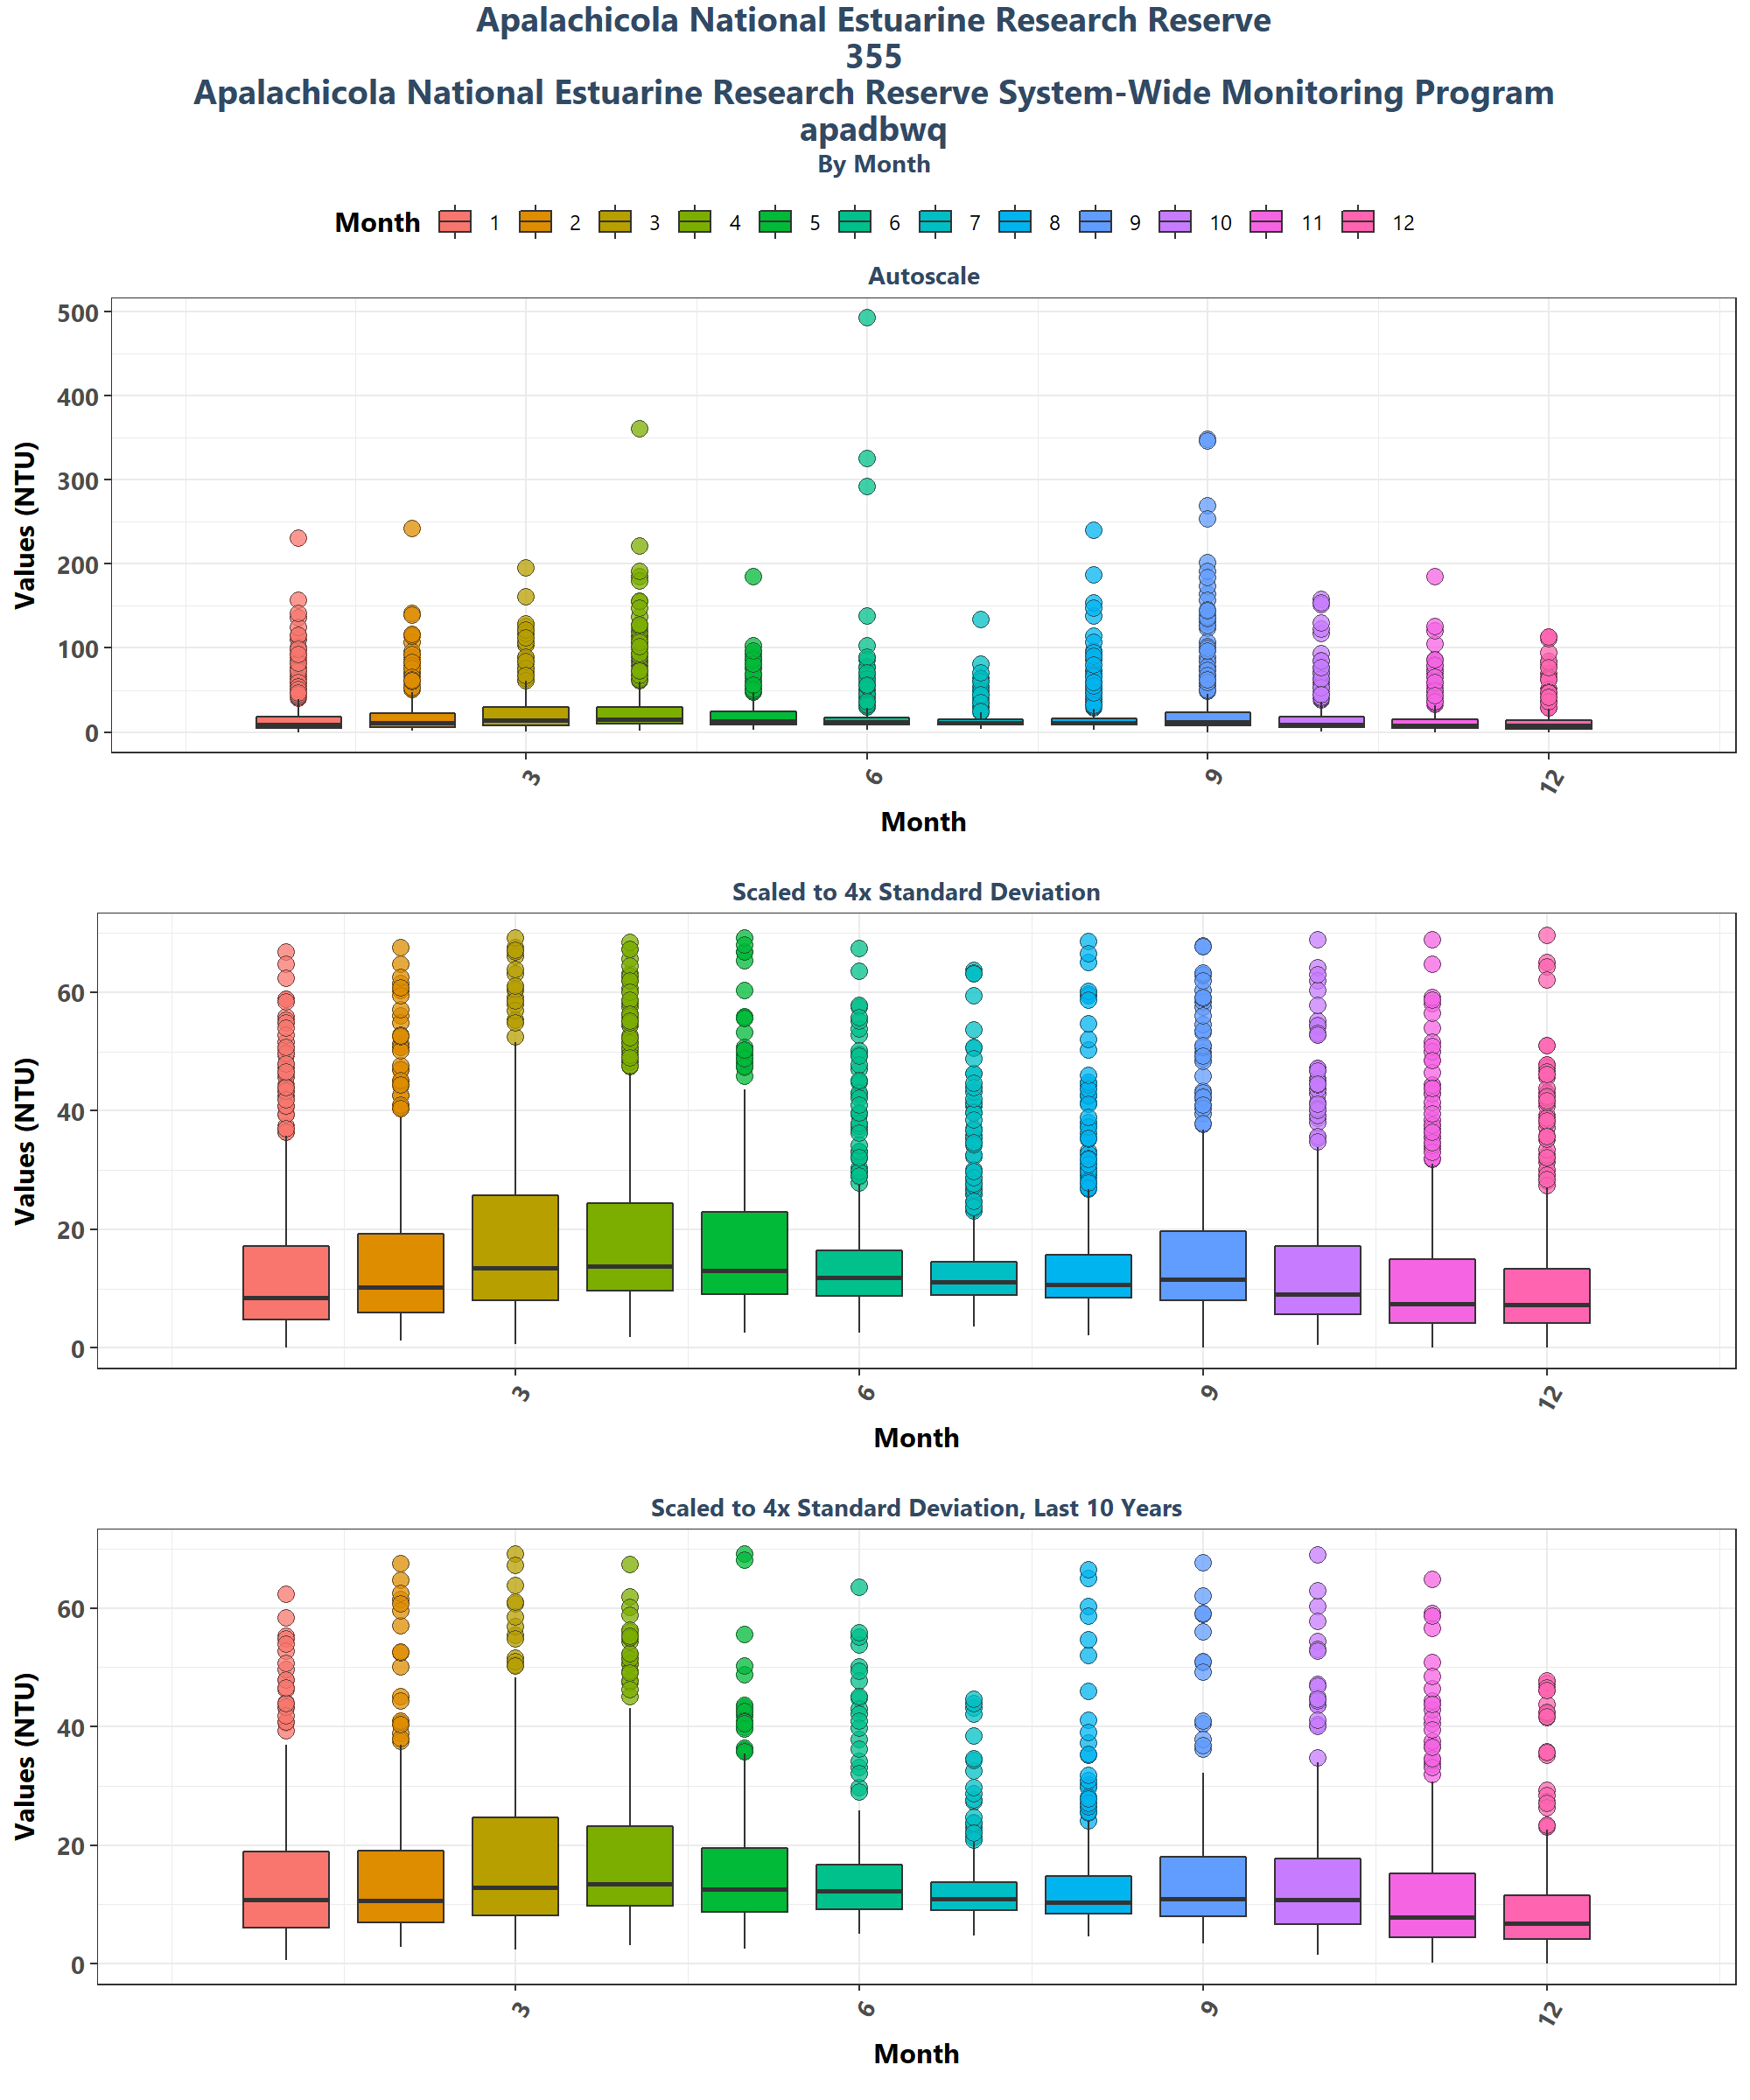 Apalachicola National Estuarine Research Reserve
355
Apalachicola National Estuarine Research Reserve System-Wide Monitoring Program
apadbwq
By Month
Month 1 2 3 4 5 6 7 8 9 10 11 12
Autoscale
Values (NTU)
500
400
300
200
100
0
3 6 9 12
Month
Scaled to 4x Standard Deviation
Values (NTU)
60
40
20
0
3 6 9 12
Month
Scaled to 4x Standard Deviation, Last 10 Years
Values (NTU)
60
40
20
0
3 6 9 12
Month